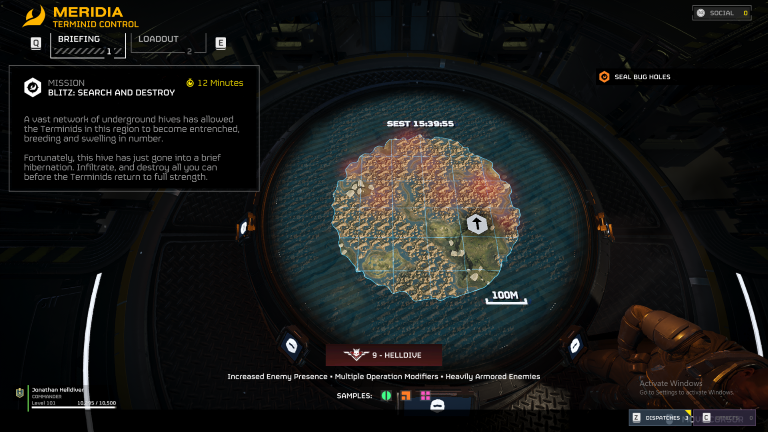 MERIDIA
TERMINID CONTROL
SOCIAL 0
Q BRIEFING 1 LOADOUT 2 E
MISSION 12 Minutes
BLITZ: SEARCH AND DESTROY
SEAL BUG HOLES
A vast network of underground hives has allowed
the Terminids in this region to become entrenched,
breeding and swelling in number.
Fortunately, this hive has just gone into a brief
hibernation. Infiltrate, and destroy all you can
before the Terminids return to full strength.
SEST 15:39:55
100M
9 - HELLDIVE
Increased Enemy Presence • Multiple Operation Modifiers • Heavily Armored Enemies
SAMPLES:
Jonathan Helldiver
COMMANDER
Level 101
Activate Windows
Go to Settings to activate Windows.
Z DISPATCHES 3 C